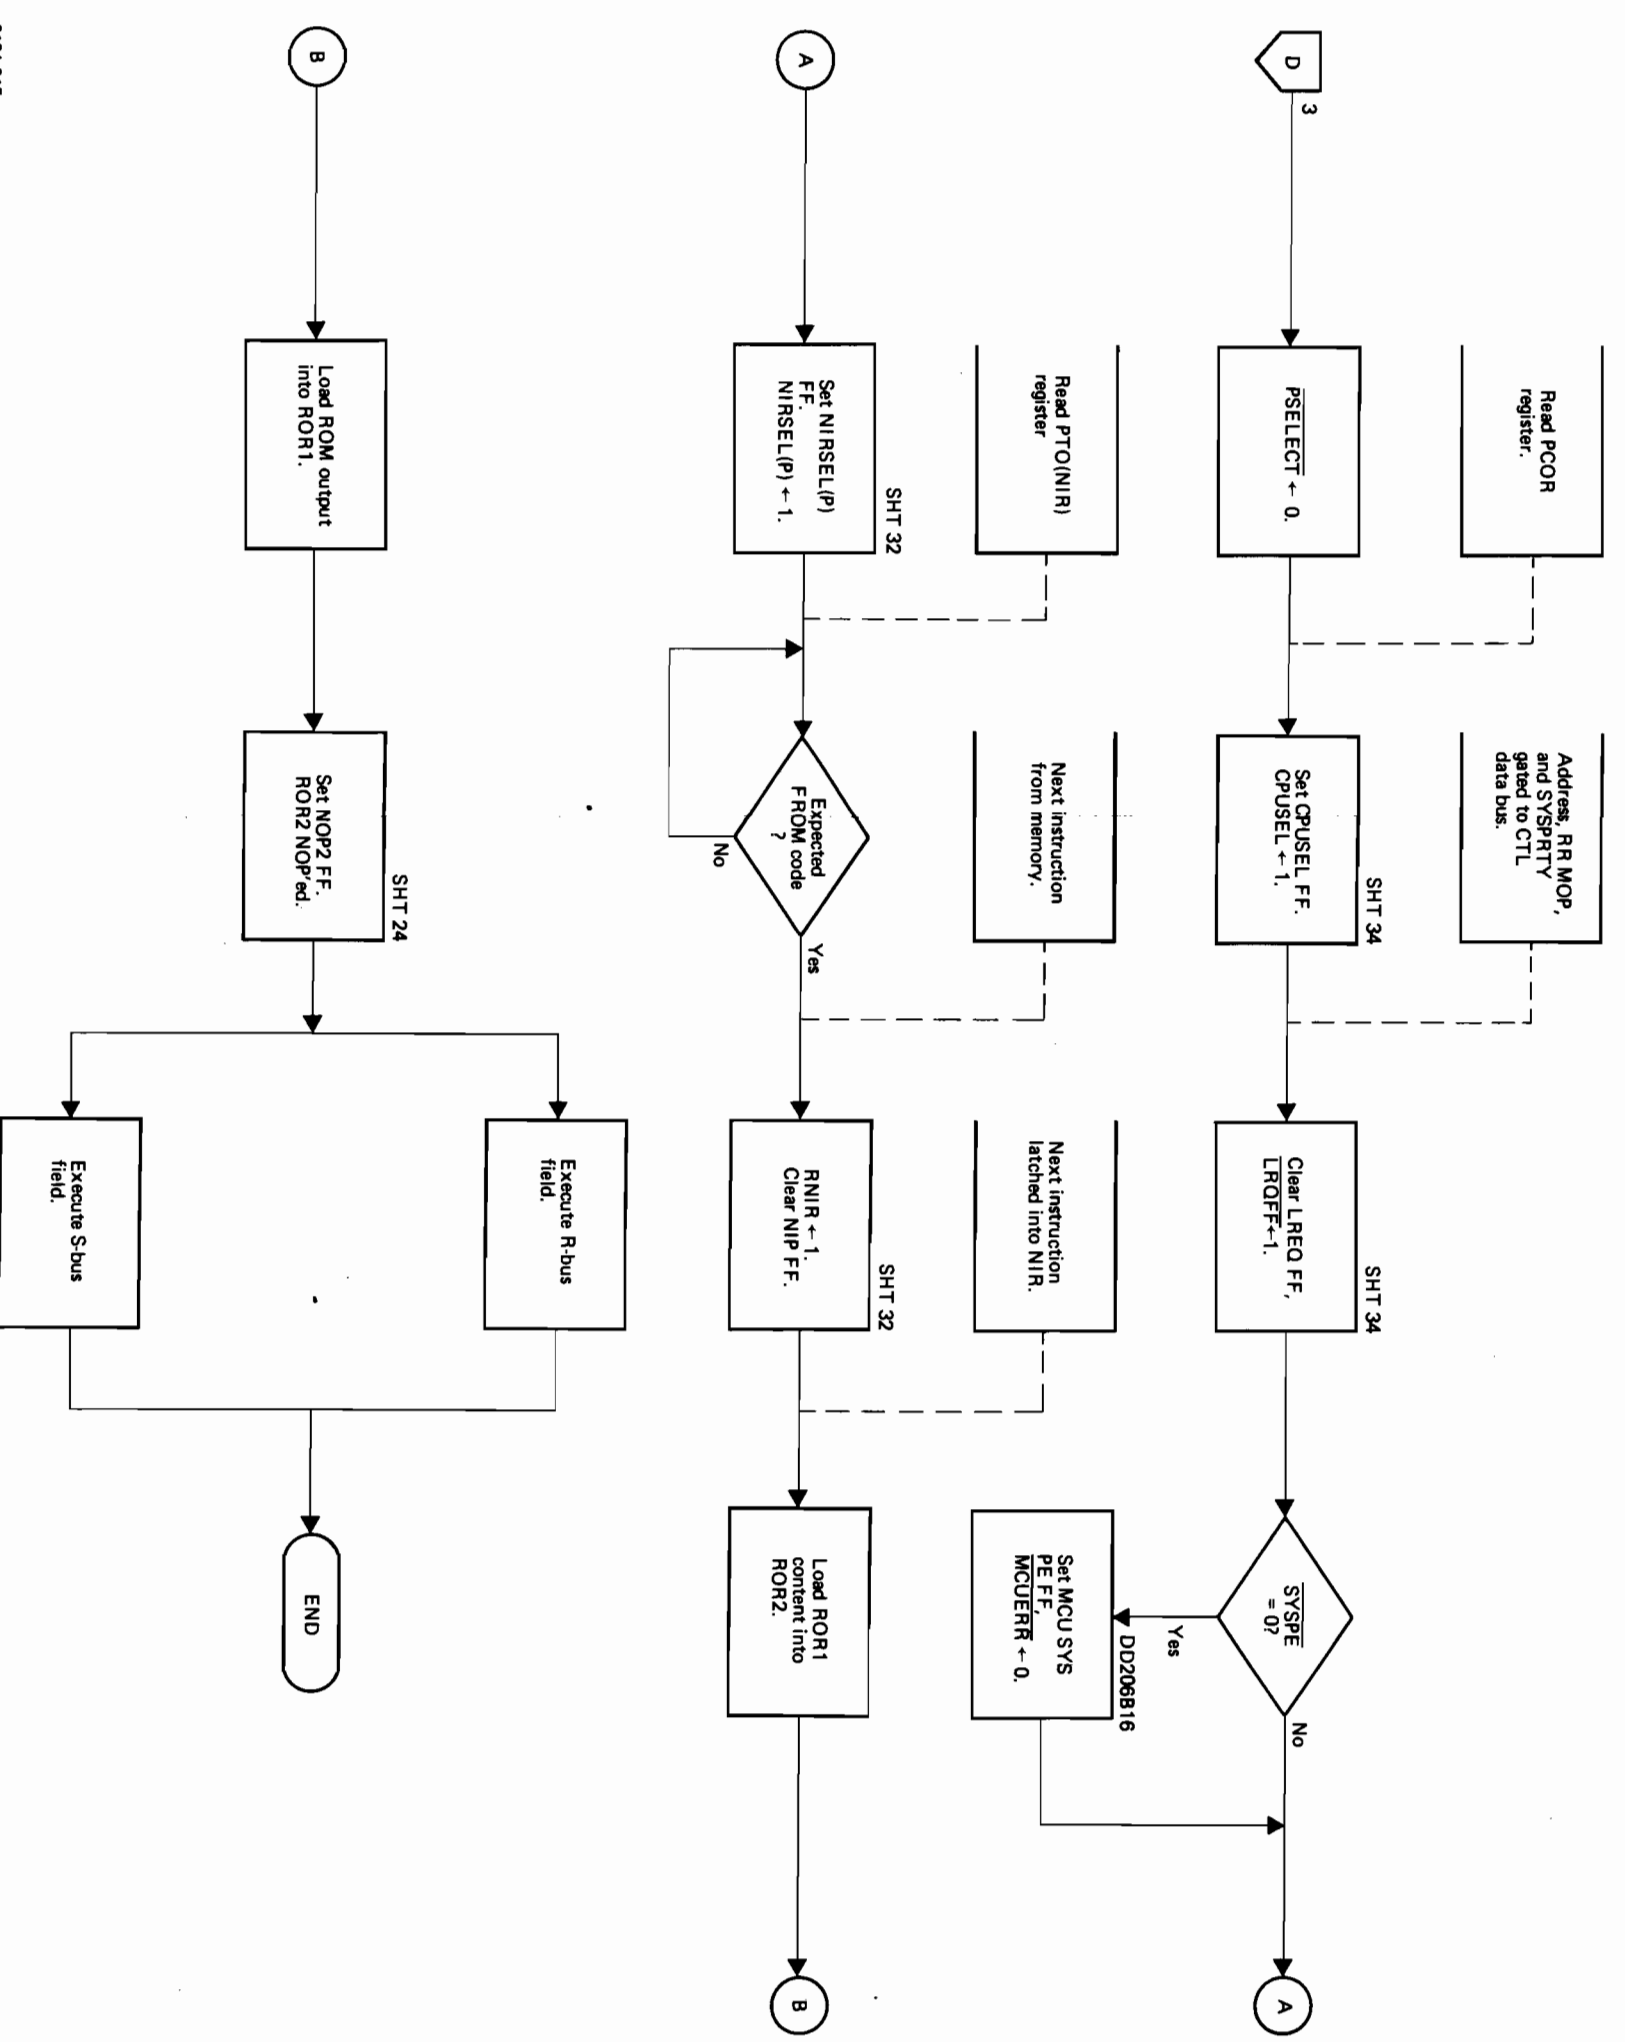 D
3
Read PCOR
register.
PSELECT ← 0.
Address, RR MOP,
and SYSPRTY
gated to CTL
data bus.
SHT 34
Set CPUSEL FF.
CPUSEL ← 1.
SHT 34
Clear LREQ FF,
LRQFF←1.
SYSPE
= 0?
No
Yes
DD206B16
Set MCU SYS
PE FF,
MCUERR ← 0.
A
A
Read PTO(NIR)
register
SHT 32
Set NIRSEL(P)
FF.
NIRSEL(P) ← 1.
Next instruction
from memory.
Expected
FROM code
?
No
Yes
Next instruction
latched into NIR.
SHT 32
RNIR ← 1.
Clear NIP FF.
Load ROR1
content into
ROR2.
B
B
Load ROM output
into ROR1.
SHT 24
Set NOP2 FF.
ROR2 NOP'ed.
Execute R-bus
field.
Execute S-bus
field.
END